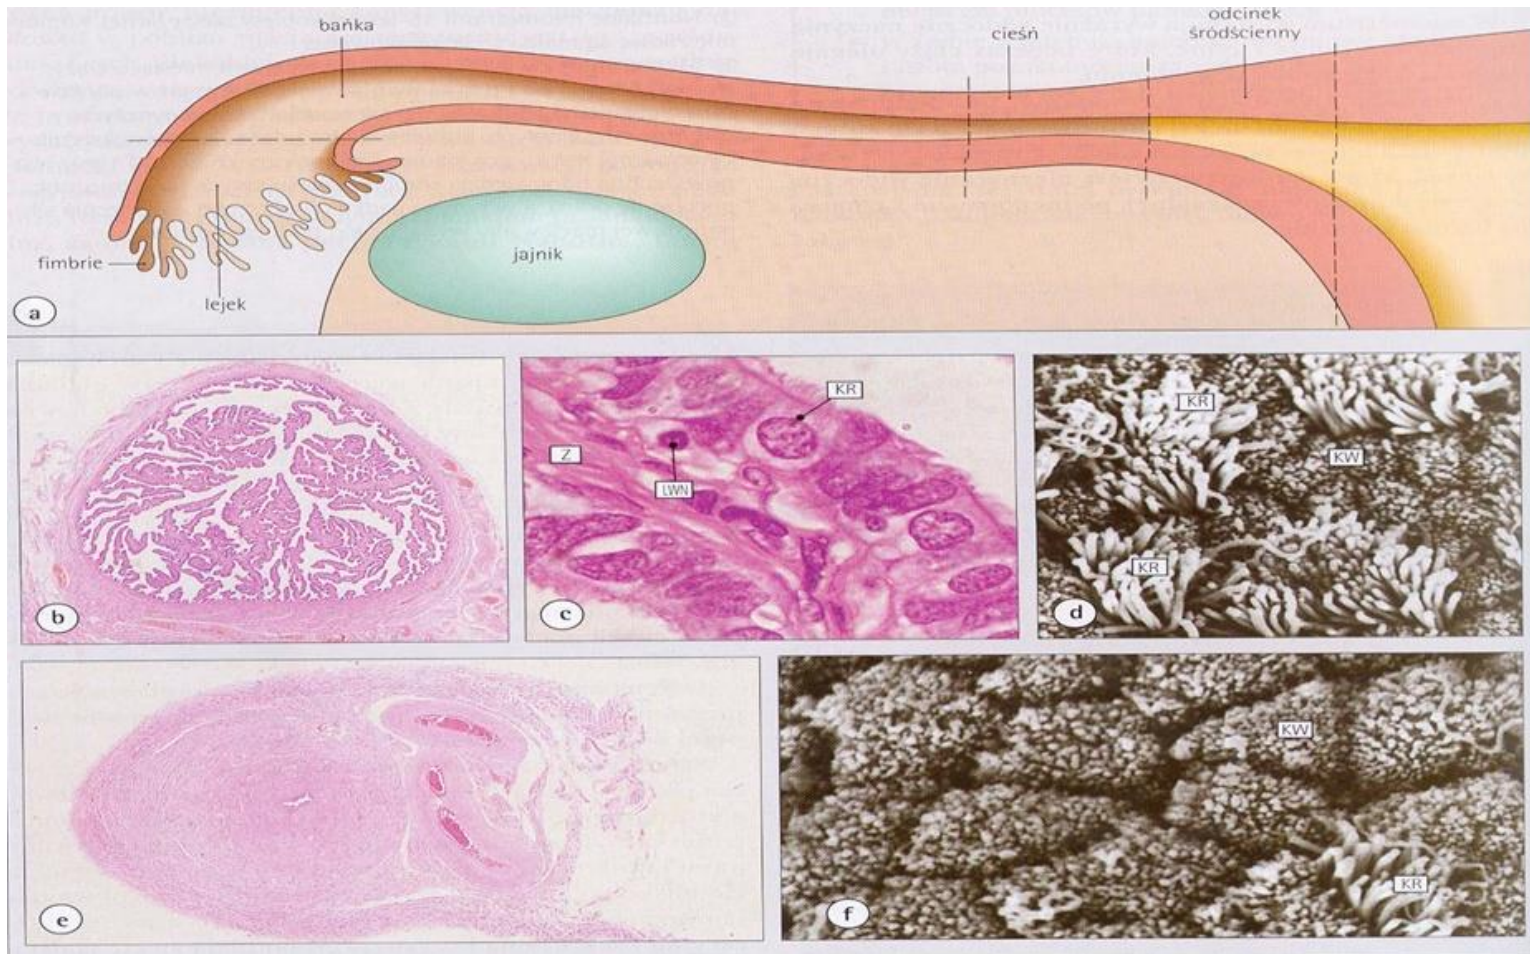 bańka
cieśń
odcinek
śródścienny
fimbrie
lejek
jajnik
a
KR
Z
LWN
b
c
KR
KW
KR
d
e
KW
KR
f